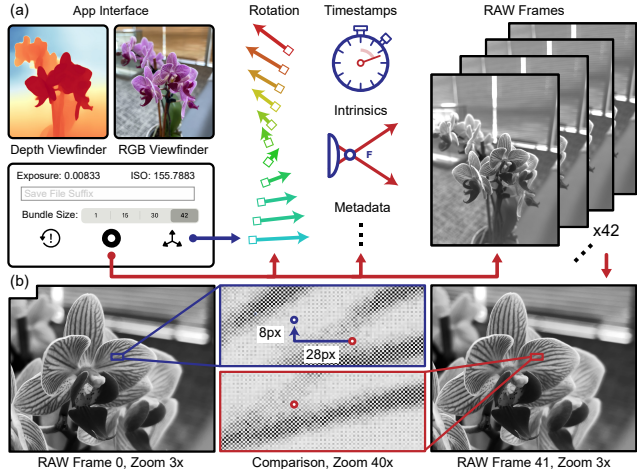 (a)
App Interface
Rotation
Timestamps
RAW Frames
Depth Viewfinder
RGB Viewfinder
Intrinsics
F
Exposure: 0.00833
ISO: 155.7883
Save File Suffix
Bundle Size:
1
15
30
42
Metadata
x42
(b)
8px
28px
RAW Frame 0, Zoom 3x
Comparison, Zoom 40x
RAW Frame 41, Zoom 3x